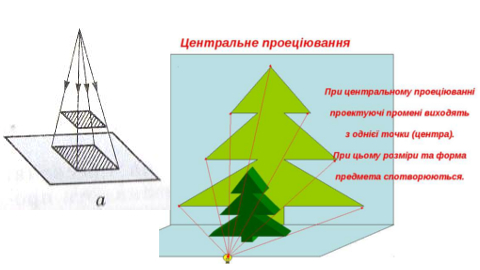 Центральне проеціювання
При центральному проеціюванні
проектуючі промені виходять
з однієї точки (центра).
При цьому розміри та форма
предмета спотворюються.
а